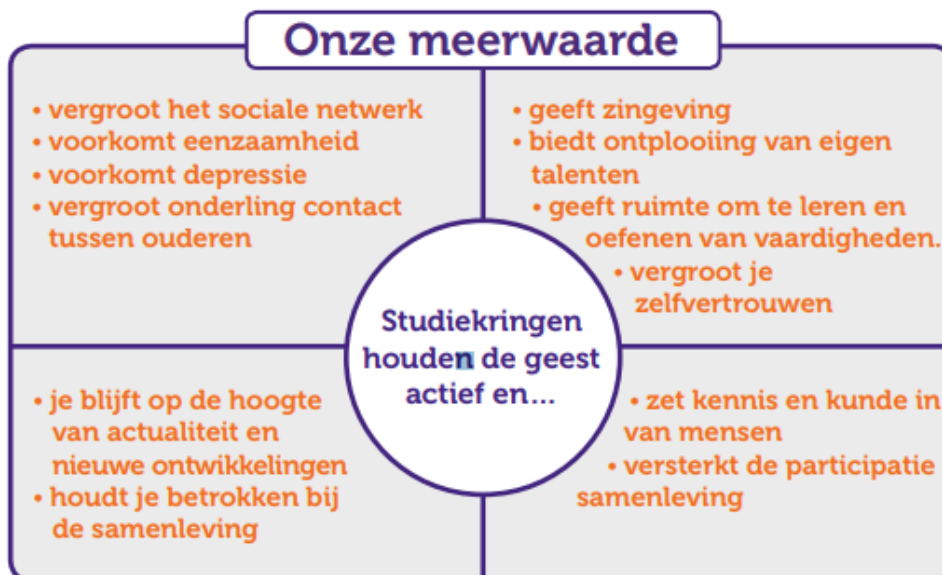 Onze meerwaarde
• vergroot het sociale netwerk
• voorkomt eenzaamheid
• voorkomt depressie
• vergroot onderling contact
tussen ouderen
• geeft zingeving
• biedt ontplooiing van eigen
talenten
• geeft ruimte om te leren en
oefenen van vaardigheden.
• vergroot je
zelfvertrouwen
Studiekringen
houden de geest
actief en...
• je blijft op de hoogte
van actualiteit en
nieuwe ontwikkelingen
• houdt je betrokken bij
de samenleving
• zet kennis en kunde in
van mensen
• versterkt de participatie
samenleving